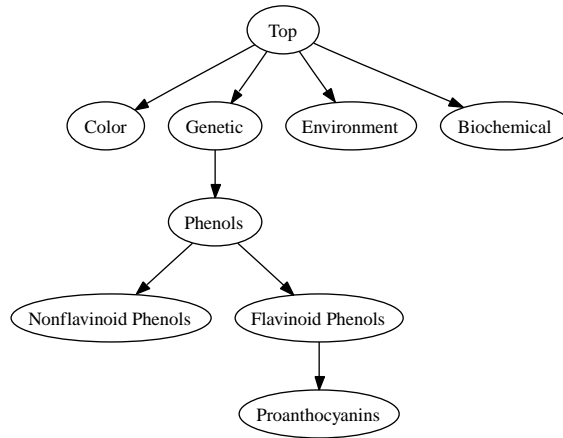 Top
Color
Genetic
Environment
Biochemical
Phenols
Nonflavinoid Phenols
Flavinoid Phenols
Proanthocyanins